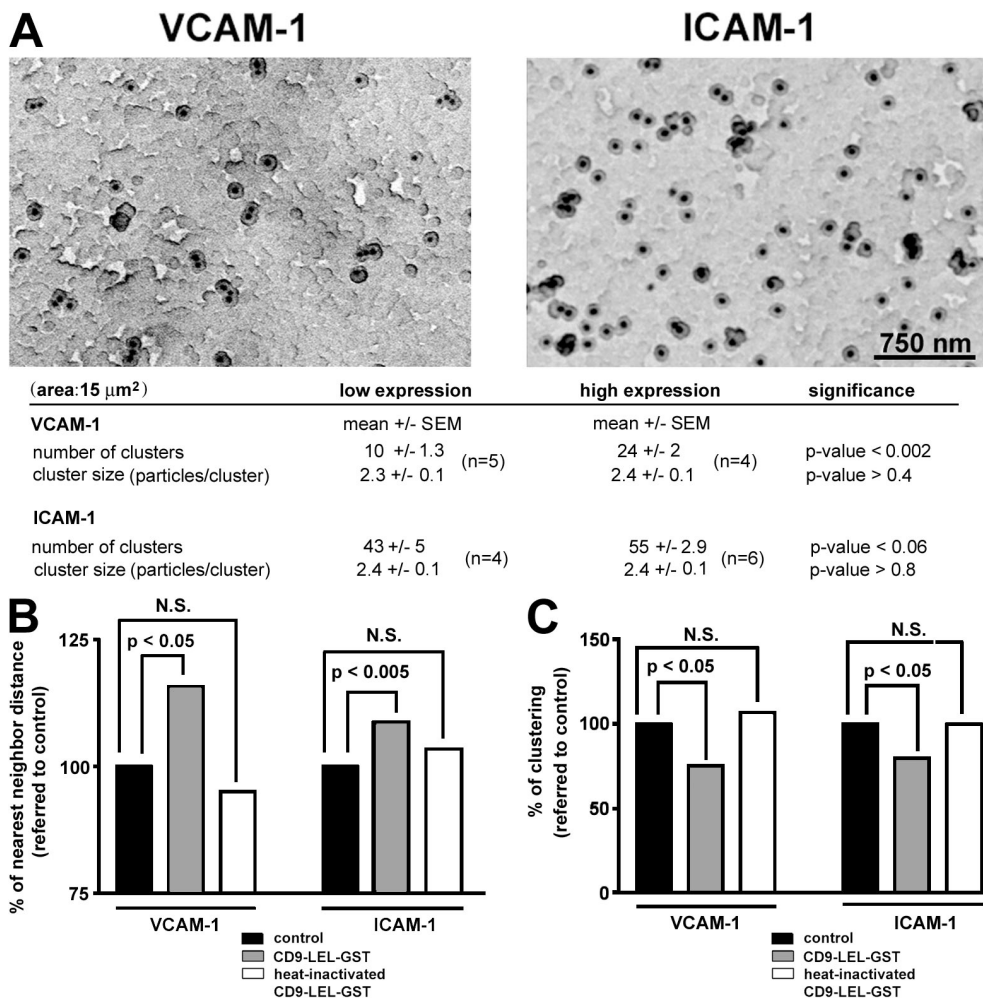 A VCAM-1 ICAM-1
750 nm
(area:15 μm²) low expression high expression significance
VCAM-1 mean +/- SEM mean +/- SEM
number of clusters 10 +/- 1.3 (n=5) 24 +/- 2 (n=4) p-value < 0.002
cluster size (particles/cluster) 2.3 +/- 0.1 2.4 +/- 0.1 p-value > 0.4
ICAM-1
number of clusters 43 +/- 5 (n=4) 55 +/- 2.9 (n=6) p-value < 0.06
cluster size (particles/cluster) 2.4 +/- 0.1 2.4 +/- 0.1 p-value > 0.8
B
% of nearest neighbor distance
(referred to control)
125
100
75
N.S.
p < 0.05
N.S.
p < 0.005
VCAM-1 ICAM-1
control
CD9-LEL-GST
heat-inactivated
CD9-LEL-GST
C
% of clustering
(referred to control)
150
100
50
0
N.S.
p < 0.05
N.S.
p < 0.05
VCAM-1 ICAM-1
control
CD9-LEL-GST
heat-inactivated
CD9-LEL-GST